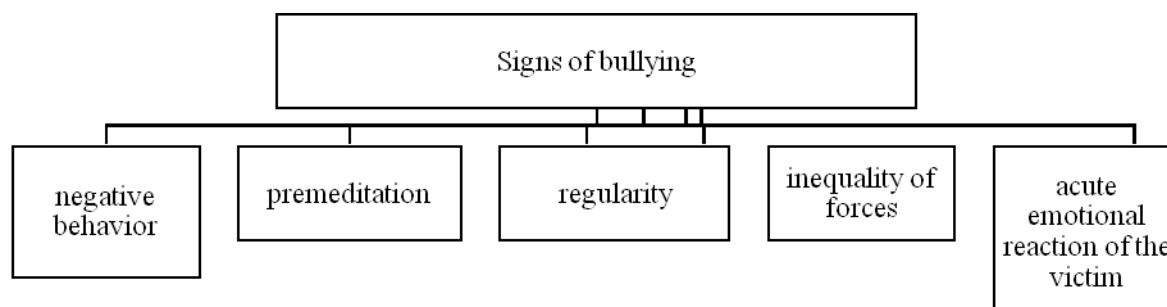 Signs of bullying
negative
behavior
premeditation
regularity
inequality of
forces
acute
emotional
reaction of the
victim